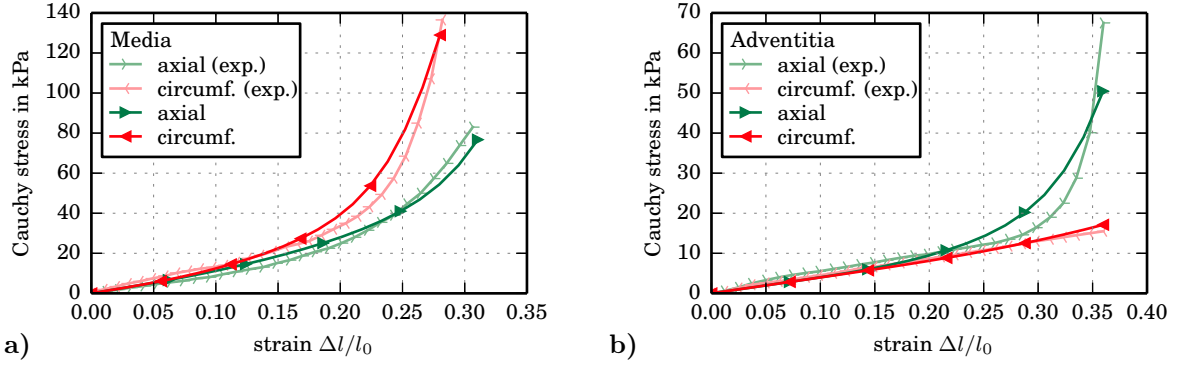 140
120
100
80
60
40
20
0
Cauchy stress in kPa
Media
axial (exp.)
circumf. (exp.)
axial
circumf.
0.00 0.05 0.10 0.15 0.20 0.25 0.30 0.35
strain Δl/l₀
a)
70
60
50
40
30
20
10
0
Cauchy stress in kPa
Adventitia
axial (exp.)
circumf. (exp.)
axial
circumf.
0.00 0.05 0.10 0.15 0.20 0.25 0.30 0.35 0.40
strain Δl/l₀
b)